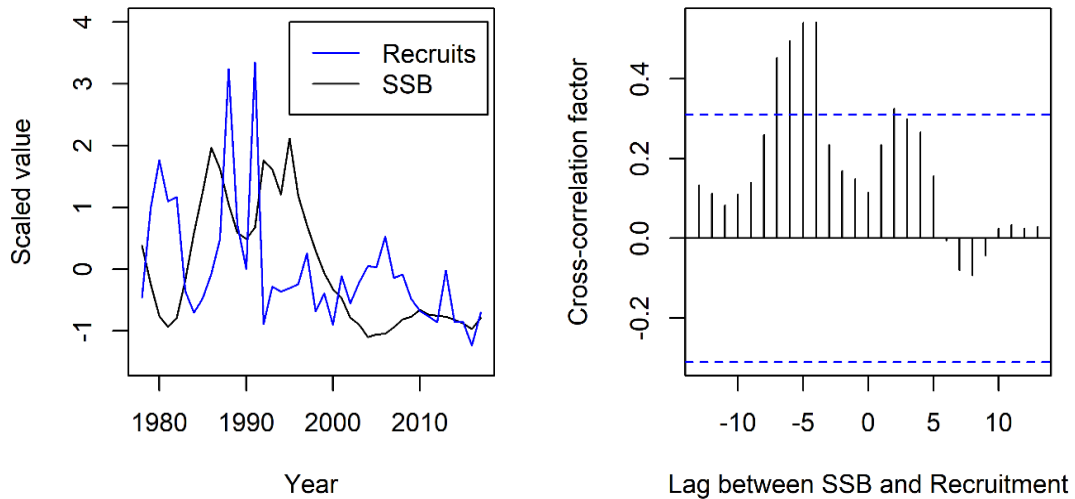 Scaled value
4
3
2
1
0
-1
Recruits
SSB
1980 1990 2000 2010
Year
Cross-correlation factor
0.4
0.2
0.0
-0.2
-10 -5 0 5 10
Lag between SSB and Recruitment